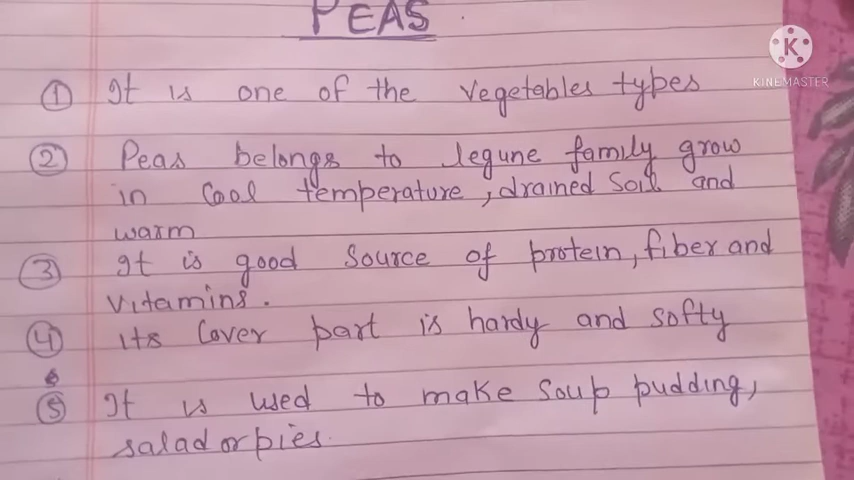 PEAS
K
KINEMASTER
① It is one of the vegetables types
② Peas belongs to legune family grow
in cool temperature, drained soil and
warm
③ It is good source of protein, fiber and
vitamins.
④ its cover part is hardy and softy
⑤ It is used to make soup pudding,
salad or pies.